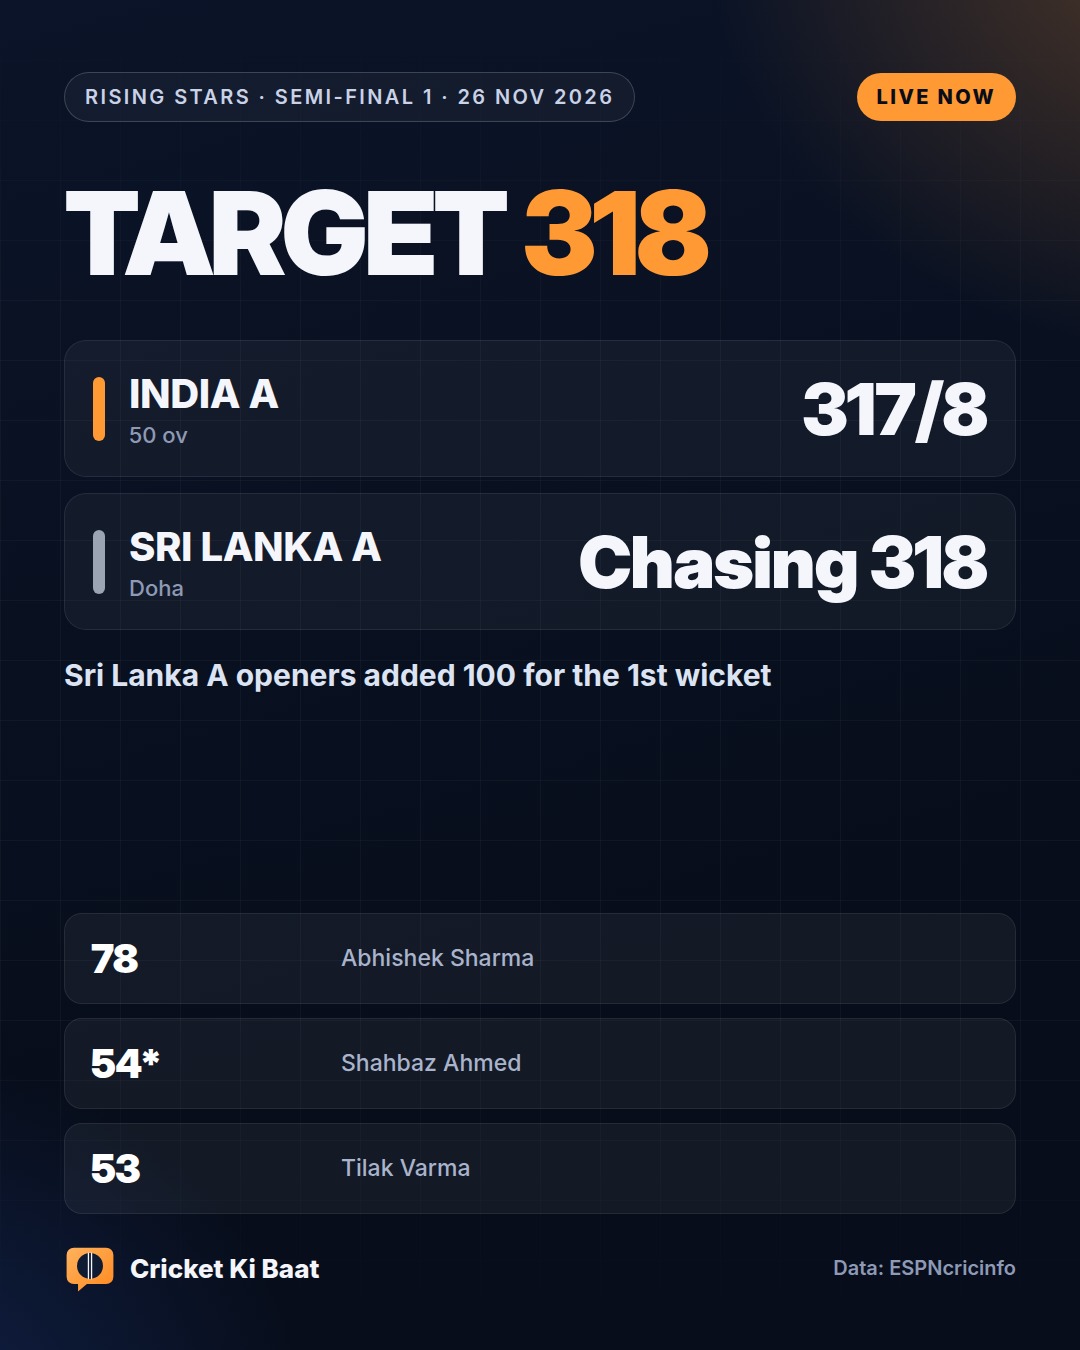 RISING STARS · SEMI-FINAL 1 · 26 NOV 2026
LIVE NOW
TARGET 318
INDIA A
50 ov
317/8
SRI LANKA A
Doha
Chasing 318
Sri Lanka A openers added 100 for the 1st wicket
78 Abhishek Sharma
54* Shahbaz Ahmed
53 Tilak Varma
Cricket Ki Baat
Data: ESPNcricinfo